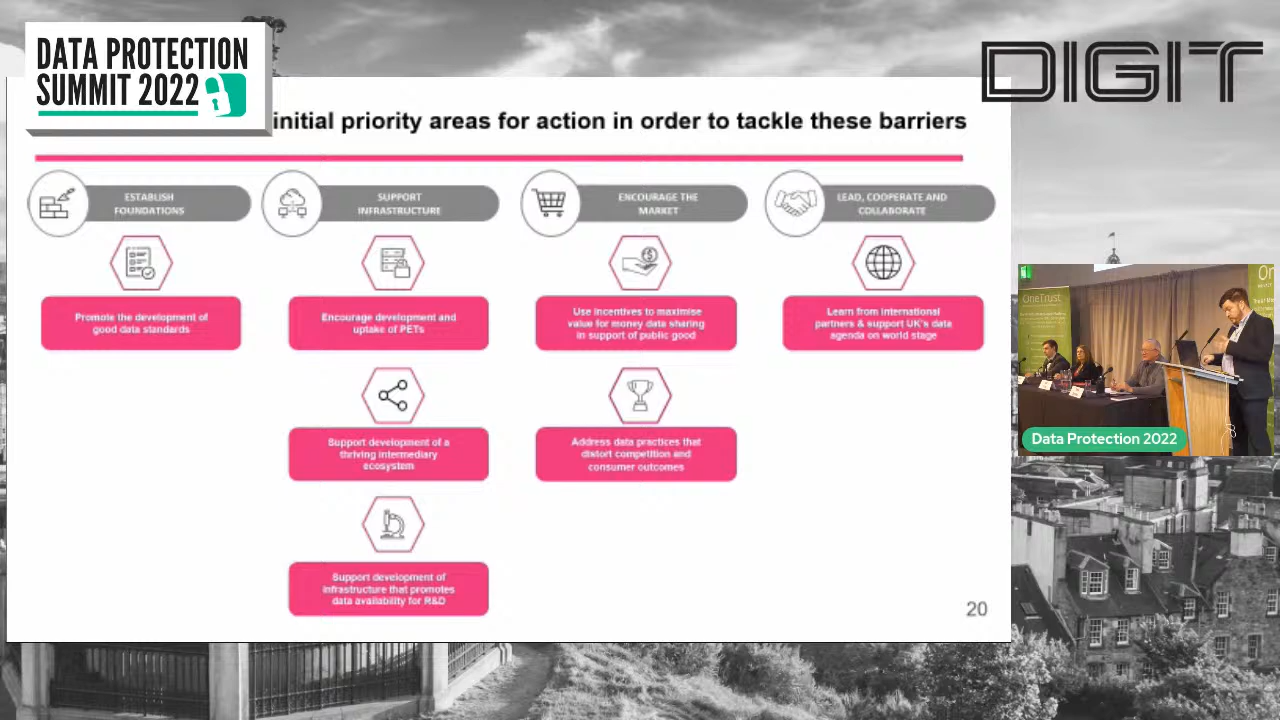 DATA PROTECTION
SUMMIT 2022
DIGIT
initial priority areas for action in order to tackle these barriers
ESTABLISH
FOUNDATIONS
SUPPORT
INFRASTRUCTURE
ENCOURAGE THE
MARKET
LEAD, COOPERATE AND
COLLABORATE
Promote the development of
good data standards
Encourage development and
uptake of PETs
Use incentives to maximise
value for money data sharing
in support of public good
Learn from international
partners & support UK's data
agenda on world stage
Support development of a
thriving intermediary
ecosystem
Address data practices that
distort competition and
consumer outcomes
Support development of
infrastructure that promotes
data availability for R&D
20
OneTrust
On
Data Protection 2022